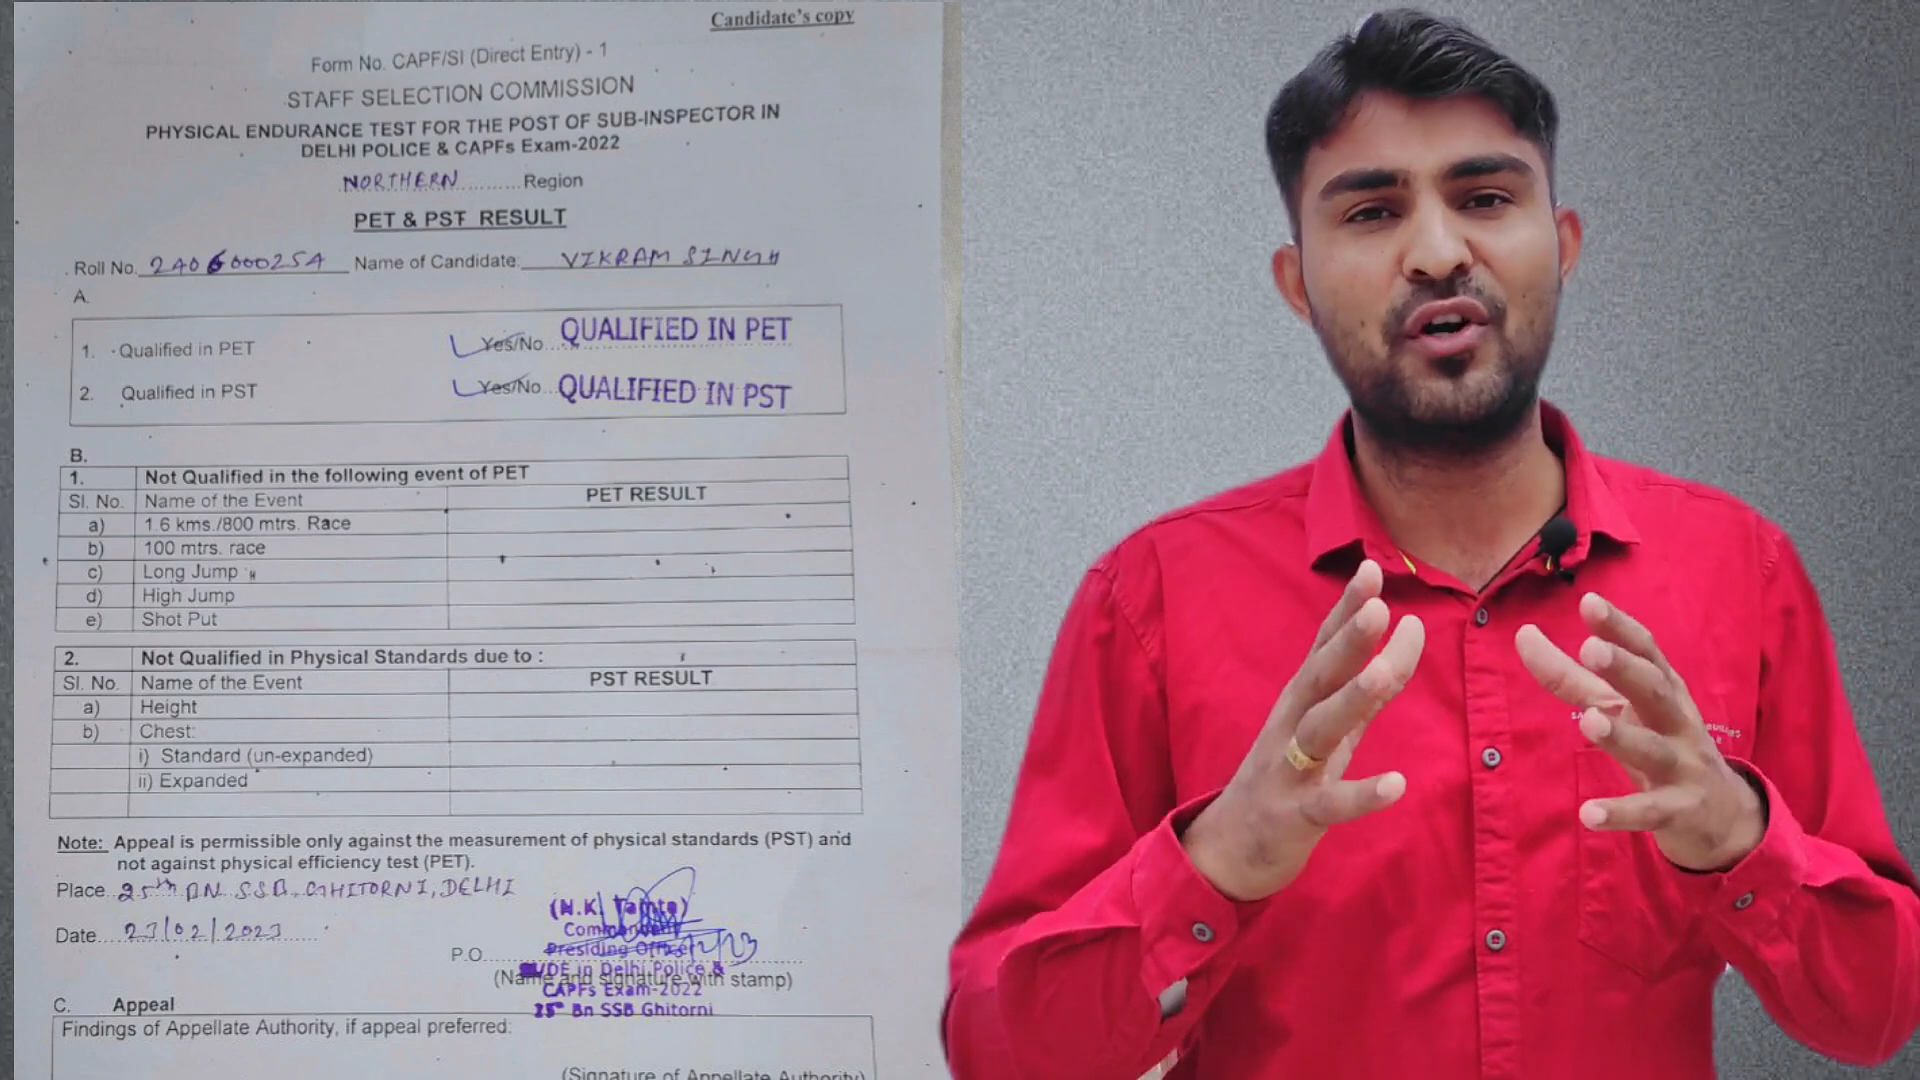 Candidate's copy
Form No. CAPF/SI (Direct Entry) - 1
STAFF SELECTION COMMISSION
PHYSICAL ENDURANCE TEST FOR THE POST OF SUB-INSPECTOR IN
DELHI POLICE & CAPFs Exam-2022
NORTHERN Region
PET & PST RESULT
Roll No. Name of Candidate: VIKRAM SINGH
A.
1. Qualified in PET Yes/No QUALIFIED IN PET
2. Qualified in PST Yes/No QUALIFIED IN PST
B.
1. Not Qualified in the following event of PET
Sl. No. Name of the Event PET RESULT
a) 1.6 kms./800 mtrs. Race
b) 100 mtrs. race
c) Long Jump
d) High Jump
e) Shot Put
2. Not Qualified in Physical Standards due to :
Sl. No. Name of the Event PST RESULT
a) Height
b) Chest:
i) Standard (un-expanded)
ii) Expanded
Note: Appeal is permissible only against the measurement of physical standards (PST) and
not against physical efficiency test (PET).
Place 25th BN SSB, GHITORNI, DELHI
Date 23/02/2023
(N.K. Tamta)
Commandant
Presiding Officer
P.O.
in Delhi Police &
(Name and signature with stamp)
CAPFs Exam-2022
25th Bn SSB Ghitorni
C. Appeal
Findings of Appellate Authority, if appeal preferred:
(Signature of Appellate Authority)